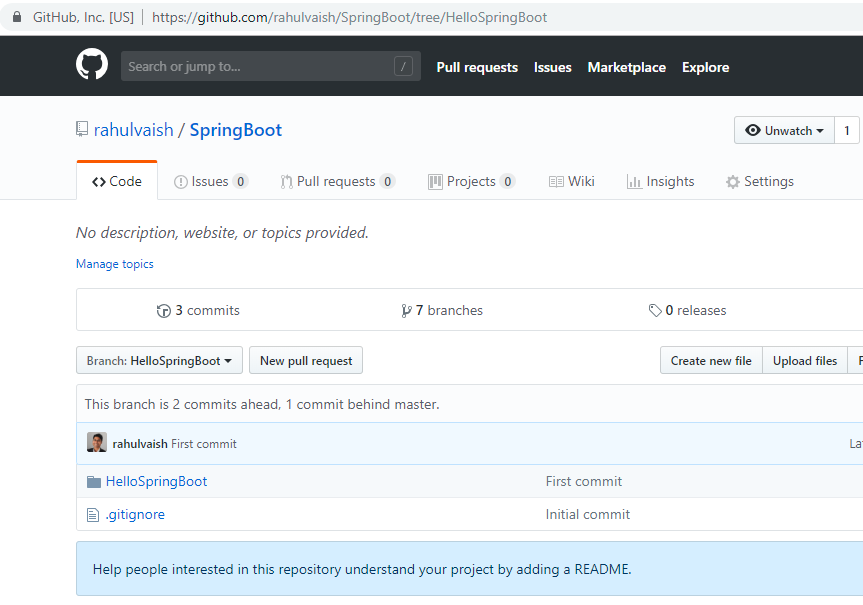 GitHub, Inc. [US] | https://github.com/rahulvaish/SpringBoot/tree/HelloSpringBoot
Search or jump to... / Pull requests Issues Marketplace Explore
rahulvaish / SpringBoot Unwatch 1
Code Issues 0 Pull requests 0 Projects 0 Wiki Insights Settings
No description, website, or topics provided.
Manage topics
3 commits 7 branches 0 releases
Branch: HelloSpringBoot New pull request Create new file Upload files
This branch is 2 commits ahead, 1 commit behind master.
rahulvaish First commit
HelloSpringBoot First commit
.gitignore Initial commit
Help people interested in this repository understand your project by adding a README.